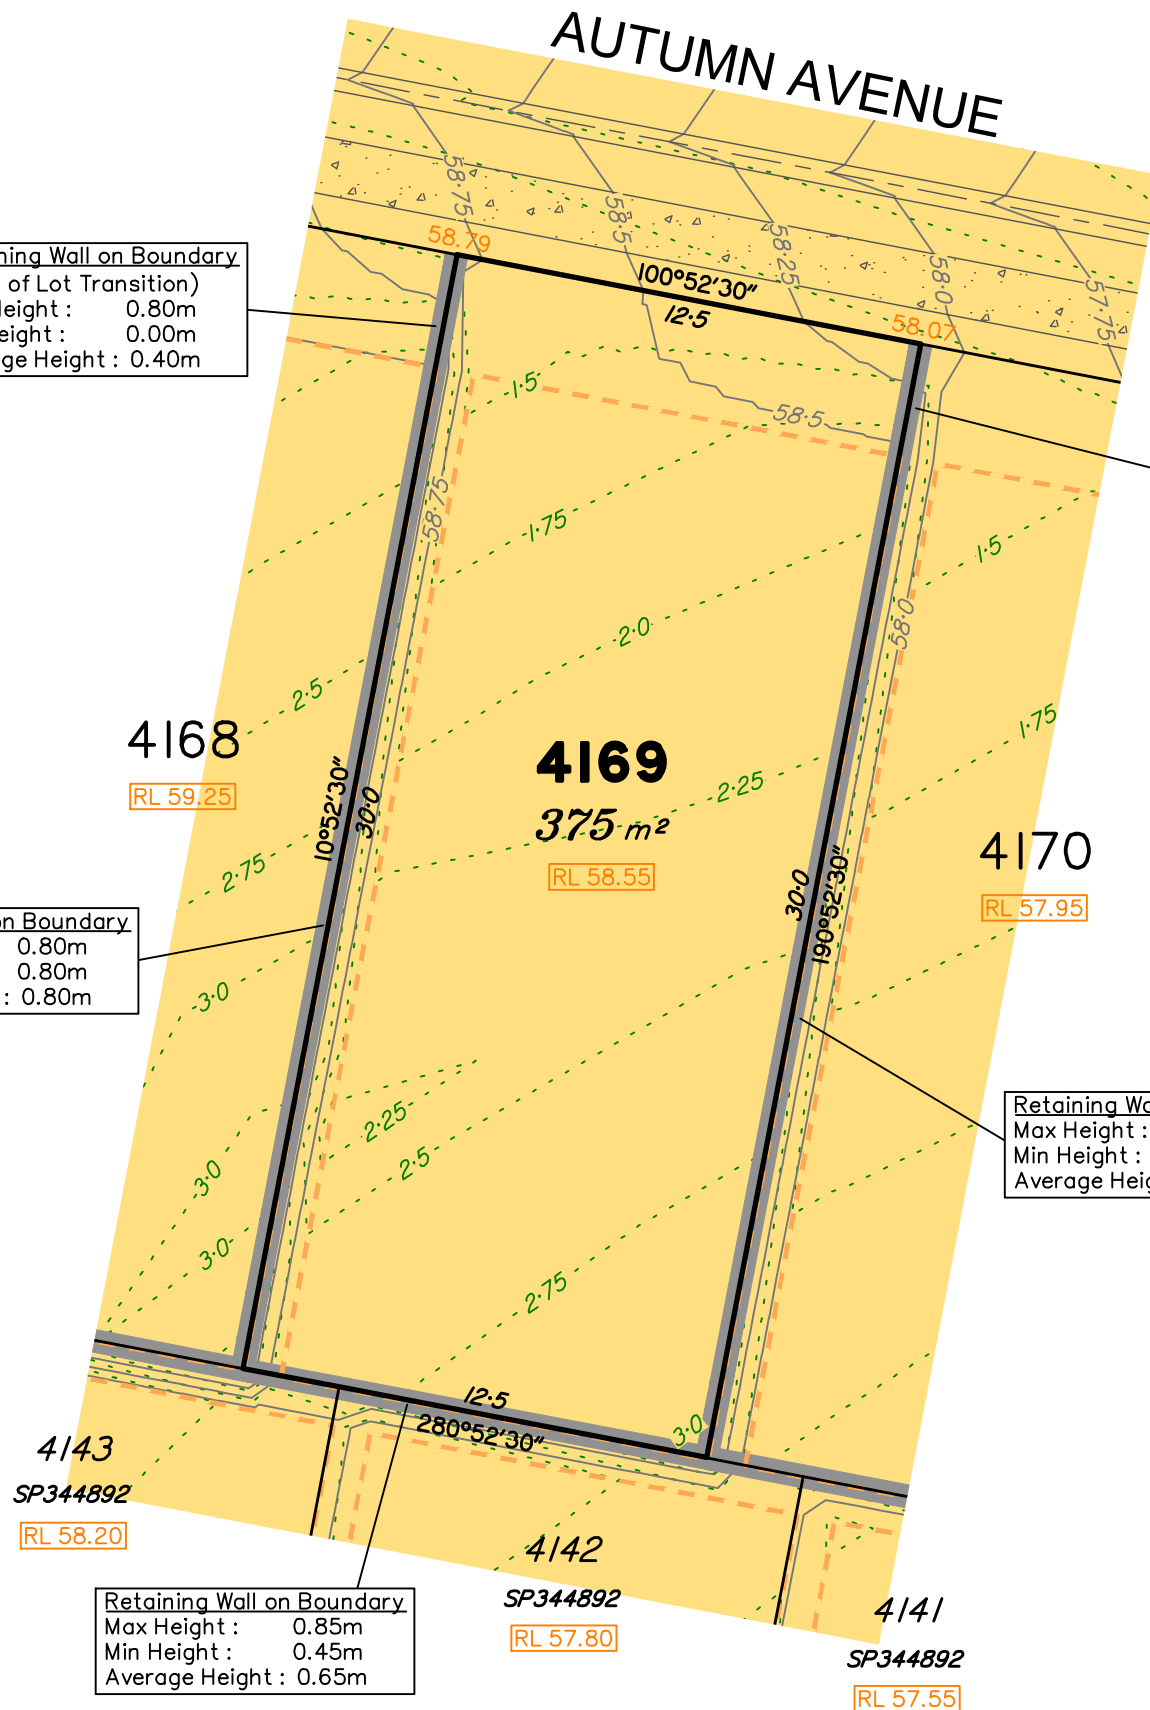 AUTUMN AVENUE
58·75
58·5
58·25
58·0
57·75
58.79
100°52'30"
12·5
58.07
ning Wall on Boundary
of Lot Transition)
eight : 0.80m
eight : 0.00m
ge Height : 0.40m
1·5
58·5
58·75
1·75
1·5
2·0
58·0
2·5
1·75
4168
RL 59.25
10°52'30"
30·0
4169
375 m²
RL 58.55
2·25
30·0
190°52'30"
4170
RL 57.95
2·75
on Boundary
0.80m
0.80m
: 0.80m
3·0
2·25
2·5
3·0
3·0
Retaining Wa
Max Height :
Min Height :
Average Heig
2·75
12·5
280°52'30"
3·0
4143
SP344892
RL 58.20
4142
SP344892
RL 57.80
4141
SP344892
RL 57.55
Retaining Wall on Boundary
Max Height : 0.85m
Min Height : 0.45m
Average Height : 0.65m